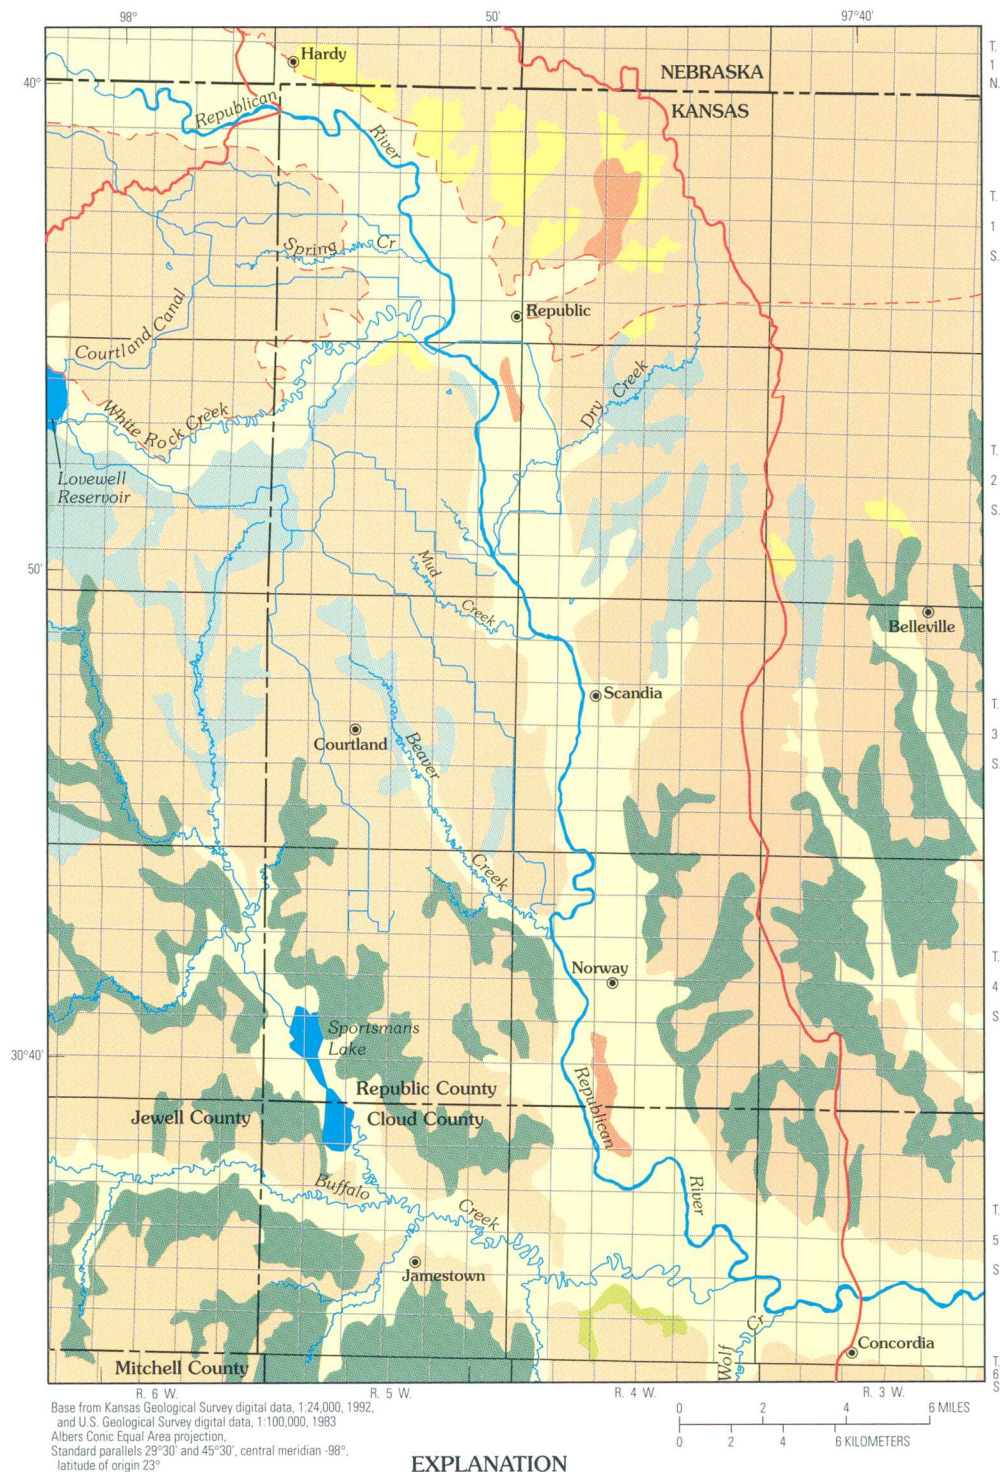 98°
50'
97°40'
T.
1
N.
Hardy
NEBRASKA
40°
KANSAS
Republican
River
T.
1
S.
Spring Cr
Courtland Canal
Republic
White Rock Creek
Dry Creek
Lovewell
Reservoir
T.
2
S.
50'
Mud
Creek
Belleville
Scandia
T.
3
S.
Courtland
Beaver
Creek
Norway
T.
4
S
Sportsmans
Lake
30°40'
Republic County
Jewell County
Cloud County
Republican
River
Buffalo
Creek
T.
5
S
Jamestown
Wolf Cr
Concordia
Mitchell County
T.
6
S
R. 6 W.
R. 5 W.
R. 4 W.
R. 3 W.
Base from Kansas Geological Survey digital data, 1:24,000, 1992,
and U.S. Geological Survey digital data, 1:100,000, 1983
Albers Conic Equal Area projection,
Standard parallels 29°30' and 45°30', central meridian -98°,
latitude of origin 23°
0 2 4 6 MILES
0 2 4 6 KILOMETERS
EXPLANATION